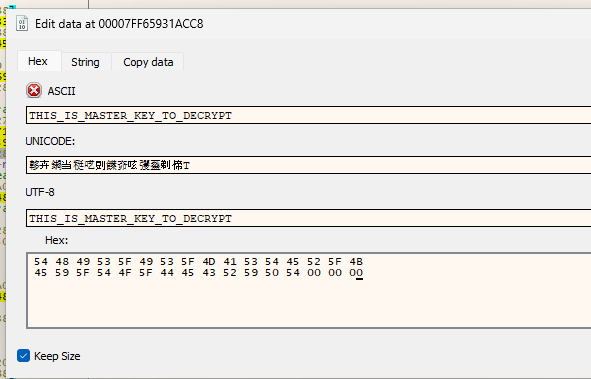 Edit data at 00007FF65931ACC8
Hex String Copy data
ASCII
THIS_IS_MASTER_KEY_TO_DECRYPT
UNICODE:
T
UTF-8
THIS_IS_MASTER_KEY_TO_DECRYPT
Hex:
54 48 49 53 5F 49 53 5F 4D 41 53 54 45 52 5F 4B
45 59 5F 54 4F 5F 44 45 43 52 59 50 54 00 00 00
Keep Size